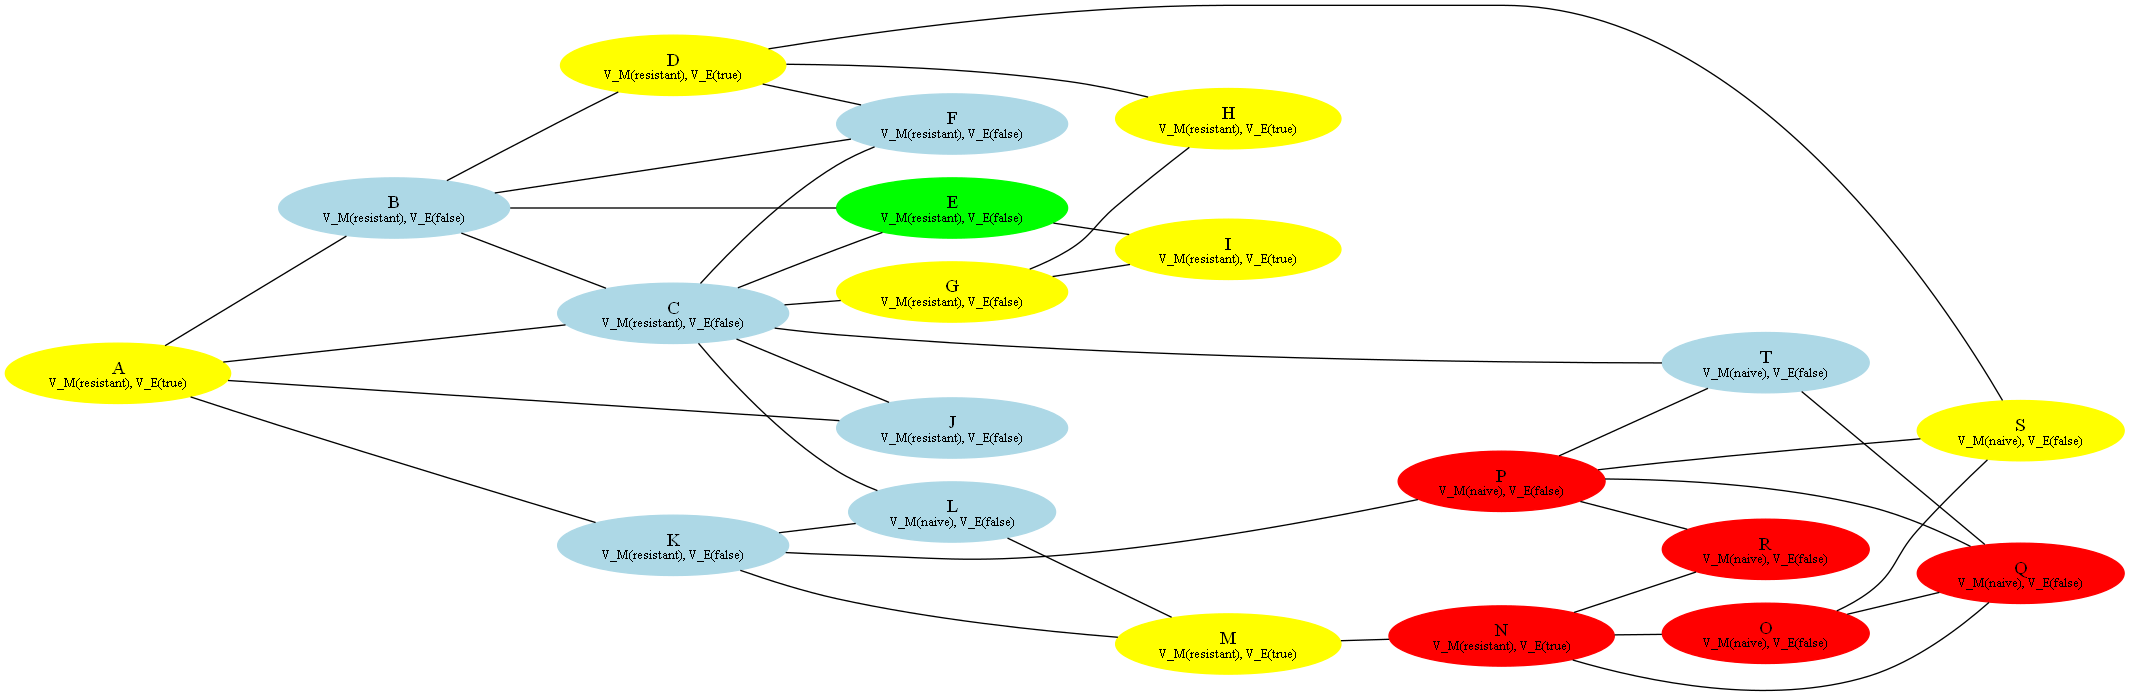 D
V_M(resistant), V_E(true)
H
V_M(resistant), V_E(true)
F
V_M(resistant), V_E(false)
B
V_M(resistant), V_E(false)
E
V_M(resistant), V_E(false)
I
V_M(resistant), V_E(true)
G
V_M(resistant), V_E(false)
C
V_M(resistant), V_E(false)
T
V_M(naive), V_E(false)
A
V_M(resistant), V_E(true)
J
V_M(resistant), V_E(false)
S
V_M(naive), V_E(false)
P
V_M(naive), V_E(false)
L
V_M(naive), V_E(false)
K
V_M(resistant), V_E(false)
R
V_M(naive), V_E(false)
Q
V_M(naive), V_E(false)
M
V_M(resistant), V_E(true)
N
V_M(resistant), V_E(true)
O
V_M(naive), V_E(false)